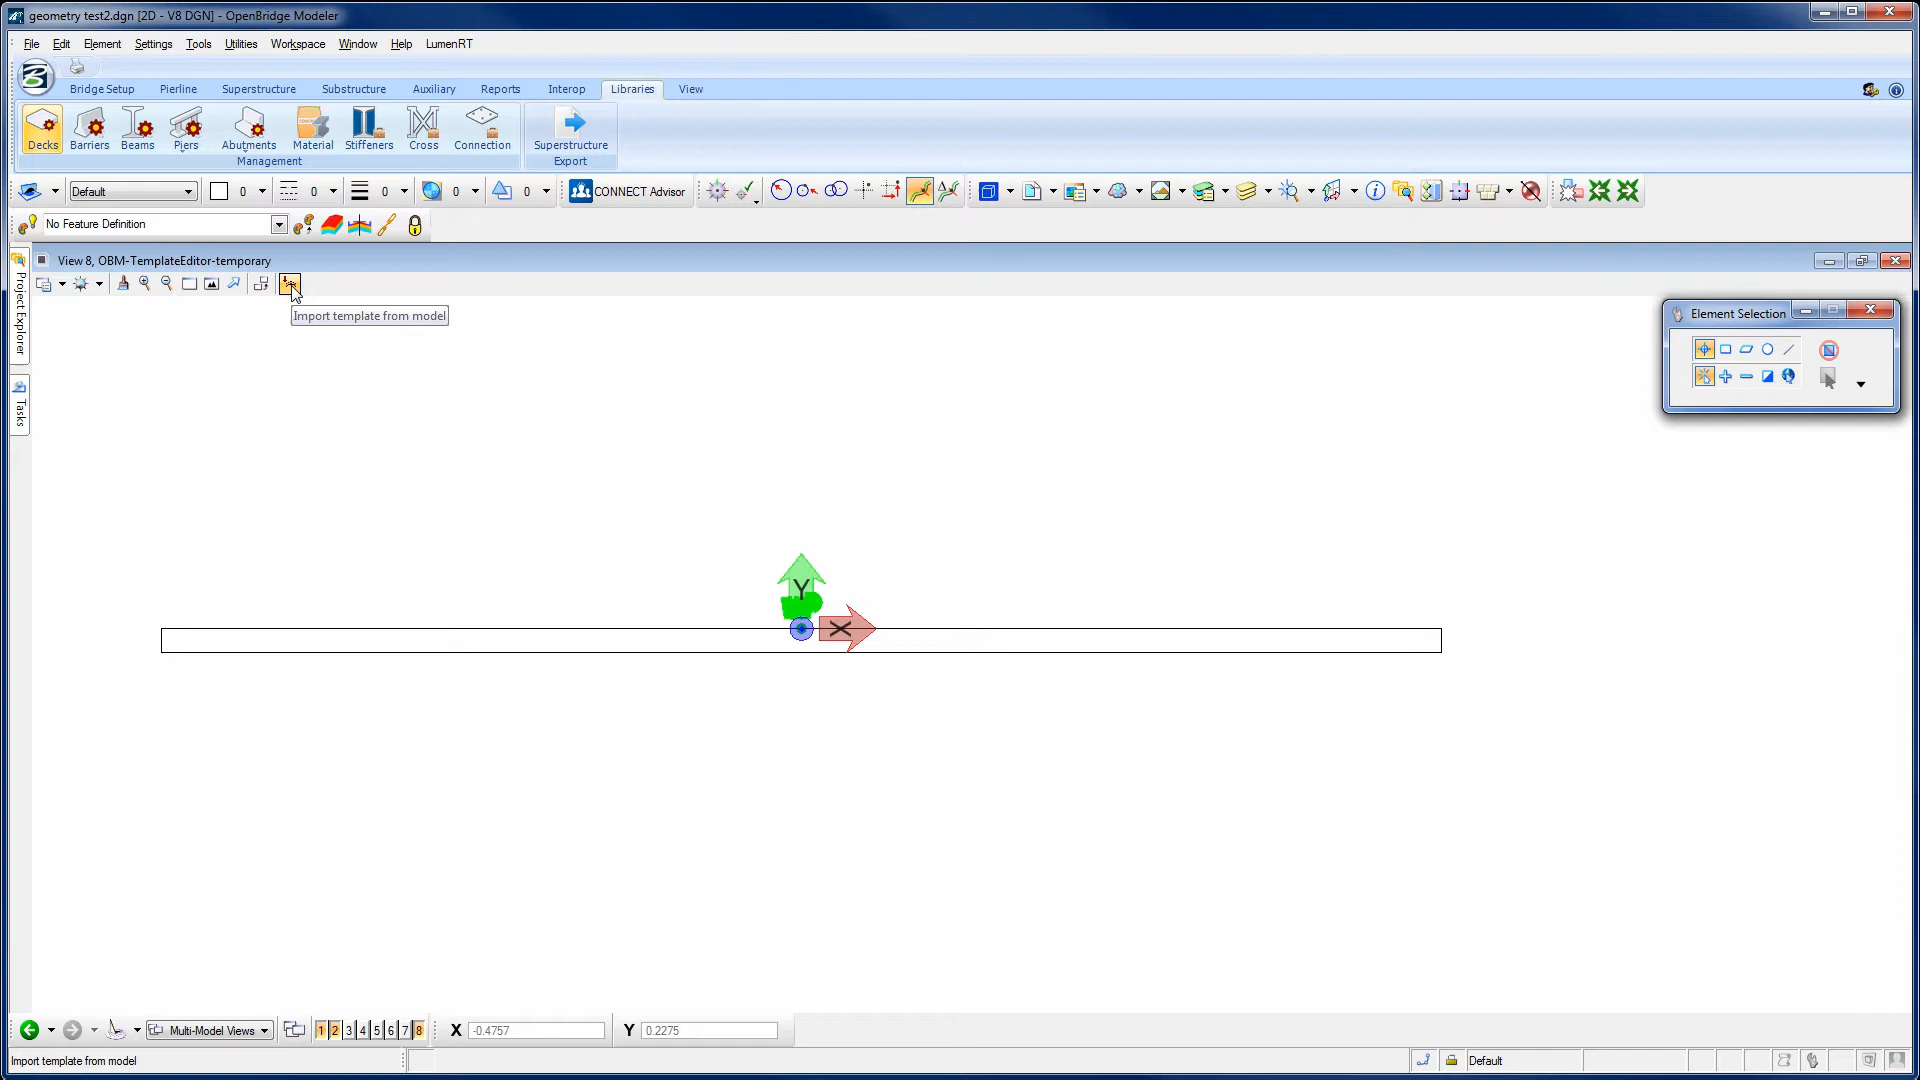 geometry test2.dgn [2D - V8 DGN] - OpenBridge Modeler
File Edit Element Settings Tools Utilities Workspace Window Help LumenRT
Bridge Setup Pierline Superstructure Substructure Auxiliary Reports Interop Libraries View
Decks Barriers Beams Piers Abutments Material Stiffeners Cross Connection Superstructure
Management Export
Default 0 0 0 0 0 CONNECT Advisor
No Feature Definition
View 8, OBM-TemplateEditor-temporary
Project Explorer
Tasks
Import template from model
Element Selection
Y
X
Multi-Model Views 1 2 3 4 5 6 7 8 X -0.4757 Y 0.2275
Import template from model Default